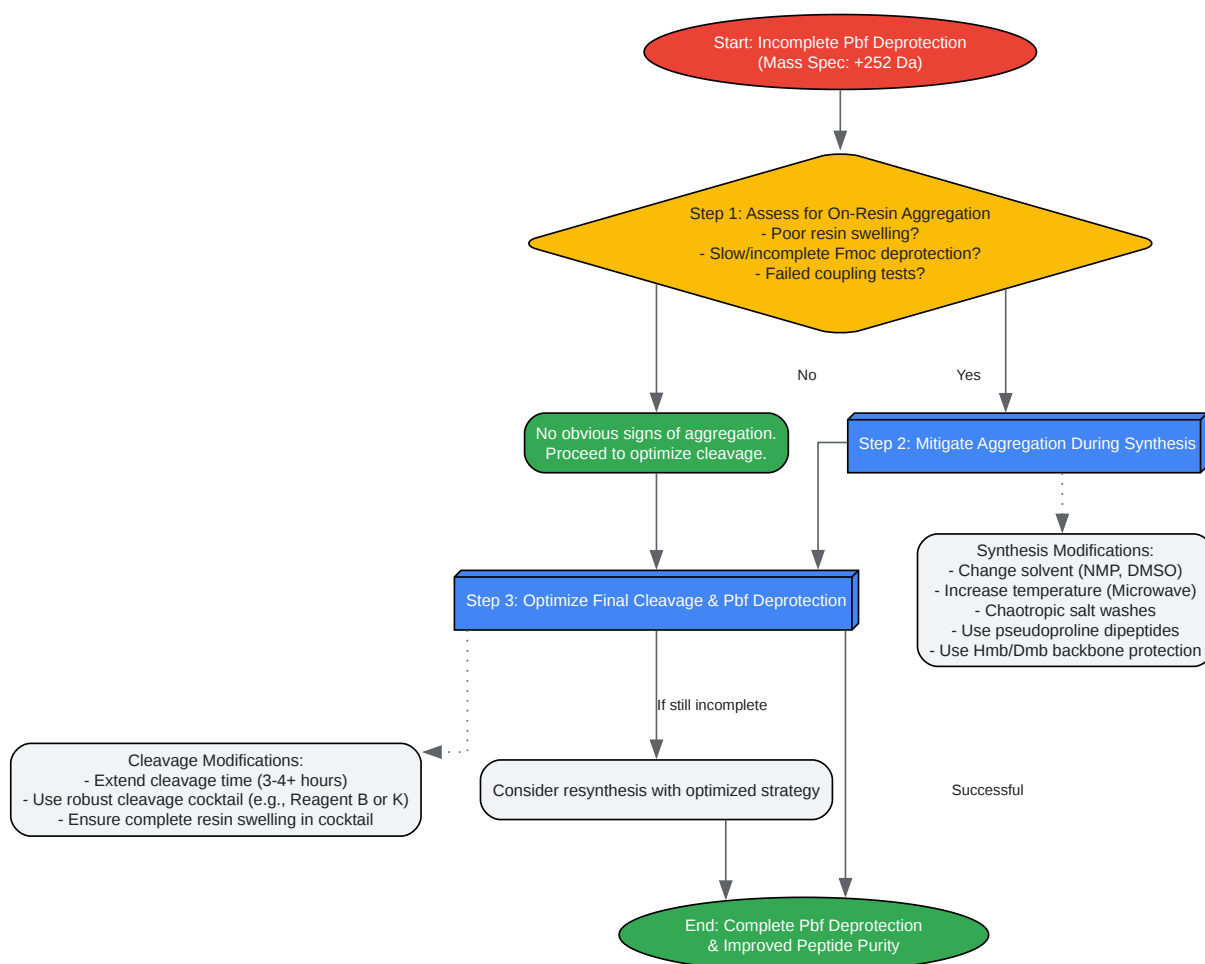 Start: Incomplete Pbf Deprotection
(Mass Spec: +252 Da)
Step 1: Assess for On-Resin Aggregation
- Poor resin swelling?
- Slow/incomplete Fmoc deprotection?
- Failed coupling tests?
No
Yes
No obvious signs of aggregation.
Proceed to optimize cleavage.
Step 2: Mitigate Aggregation During Synthesis
Synthesis Modifications:
- Change solvent (NMP, DMSO)
- Increase temperature (Microwave)
- Chaotropic salt washes
- Use pseudoproline dipeptides
- Use Hmb/Dmb backbone protection
Step 3: Optimize Final Cleavage & Pbf Deprotection
If still incomplete
Cleavage Modifications:
- Extend cleavage time (3-4+ hours)
- Use robust cleavage cocktail (e.g., Reagent B or K)
- Ensure complete resin swelling in cocktail
Consider resynthesis with optimized strategy
Successful
End: Complete Pbf Deprotection
& Improved Peptide Purity